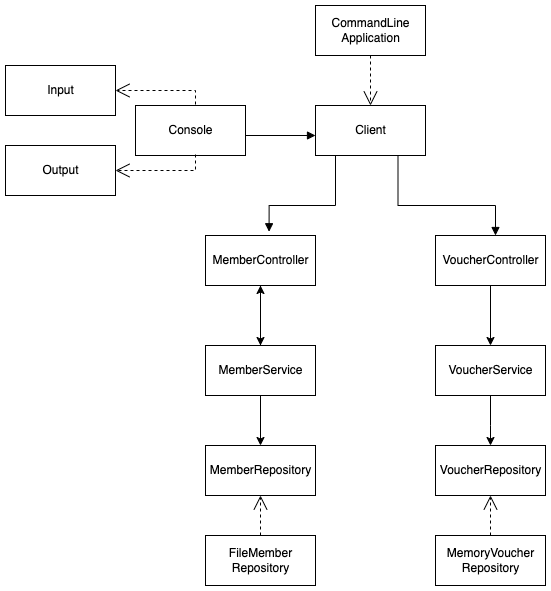 CommandLine
Application
Input
Console
Client
Output
MemberController
VoucherController
MemberService
VoucherService
MemberRepository
VoucherRepository
FileMember
Repository
MemoryVoucher
Repository